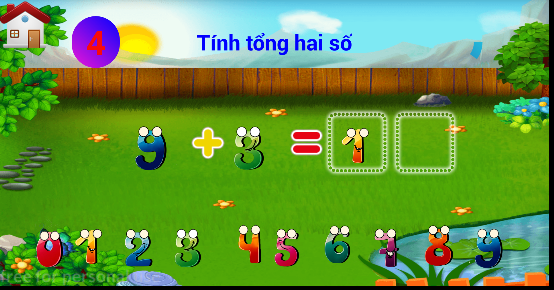 4
Tính tổng hai số
9 + 3 = 1
0 1 2 3 4 5 6 7 8 9